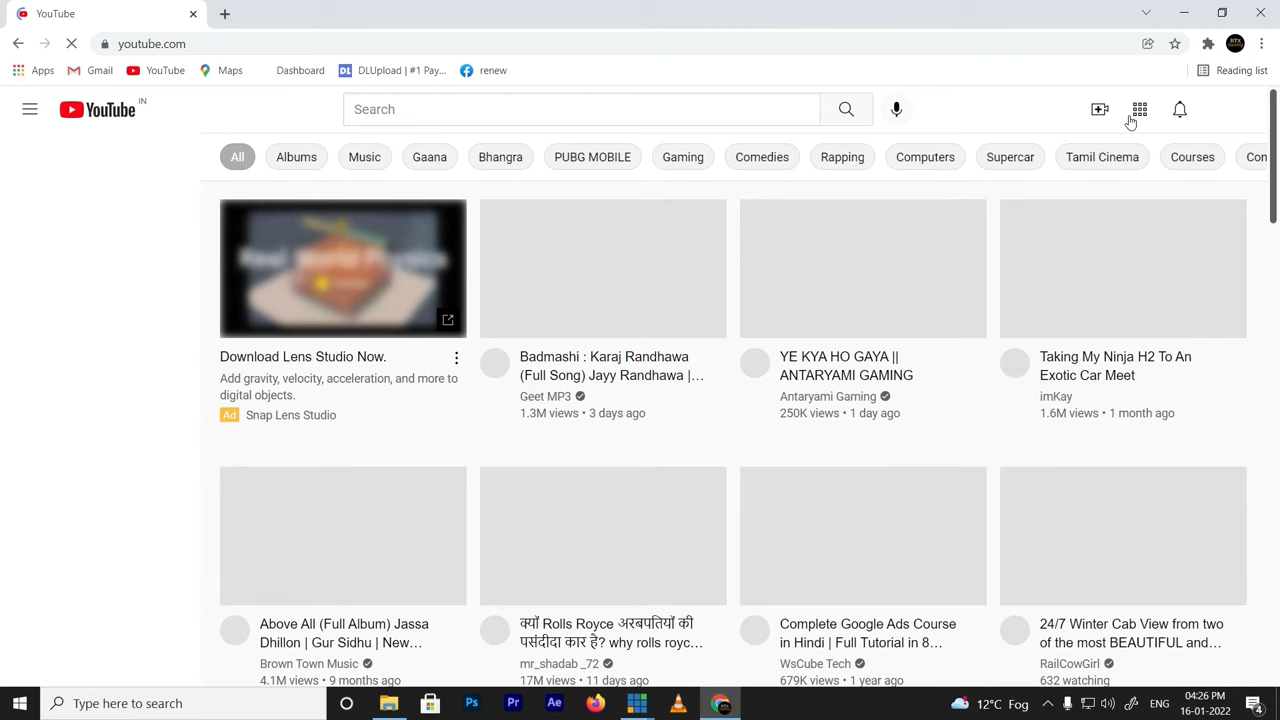 YouTube
youtube.com
Apps
Gmail
YouTube
Maps
Dashboard
DL
DLUpload | #1 Pay...
renew
Reading list
YouTube IN
Search
All
Albums
Music
Gaana
Bhangra
PUBG MOBILE
Gaming
Comedies
Rapping
Computers
Supercar
Tamil Cinema
Courses
Real World Physics
Download Lens Studio Now.
Add gravity, velocity, acceleration, and more to
digital objects.
Ad Snap Lens Studio
Badmashi : Karaj Randhawa
(Full Song) Jayy Randhawa |...
Geet MP3
1.3M views • 3 days ago
YE KYA HO GAYA ||
ANTARYAMI GAMING
Antaryami Gaming
250K views • 1 day ago
Taking My Ninja H2 To An
Exotic Car Meet
imKay
1.6M views • 1 month ago
Above All (Full Album) Jassa
Dhillon | Gur Sidhu | New...
Brown Town Music
4.1M views • 9 months ago
क्यों Rolls Royce अरबपतियों की
पसंदीदा कार है? why rolls royc...
mr_shadab _72
17M views • 11 days ago
Complete Google Ads Course
in Hindi | Full Tutorial in 8...
WsCube Tech
679K views • 1 year ago
24/7 Winter Cab View from two
of the most BEAUTIFUL and...
RailCowGirl
632 watching
Type here to search
Ps
Pr
Ae
12°C Fog
04:26 PM
16-01-2022
4